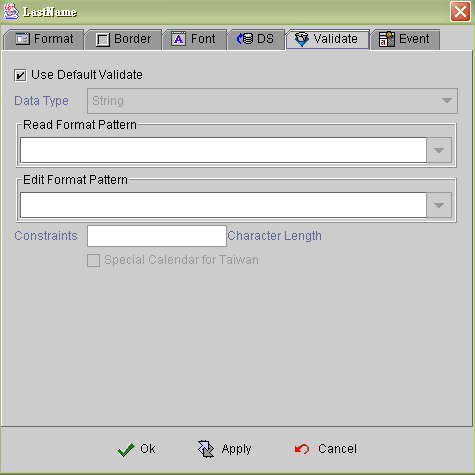 LastName
Format Border Font DS Validate Event
Use Default Validate
Data Type String
Read Format Pattern
Edit Format Pattern
Constraints Character Length
Special Calendar for Taiwan
Ok Apply Cancel